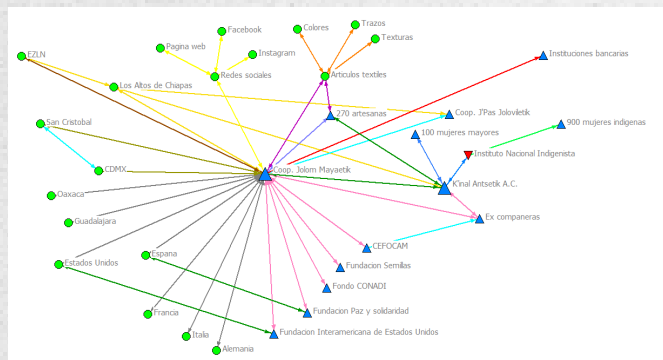 Facebook
Colores
Trazos
Texturas
EZLN
Pagina web
Instagram
Instituciones bancarias
Redes sociales
Articulos textiles
Los Altos de Chiapas
270 artesanas
Coop. J'Pas Joloviletik
San Cristobal
100 mujeres mayores
900 mujeres indigenas
Instituto Nacional Indigenista
CDMX
Coop. Jolom Mayaetik
K'inal Antsetik A.C.
Oaxaca
Guadalajara
Ex companeras
Espana
CEFOCAM
Estados Unidos
Fundacion Semillas
Fondo CONADI
Francia
Fundacion Paz y solidaridad
Italia
Fundacion Interamericana de Estados Unidos
Alemania